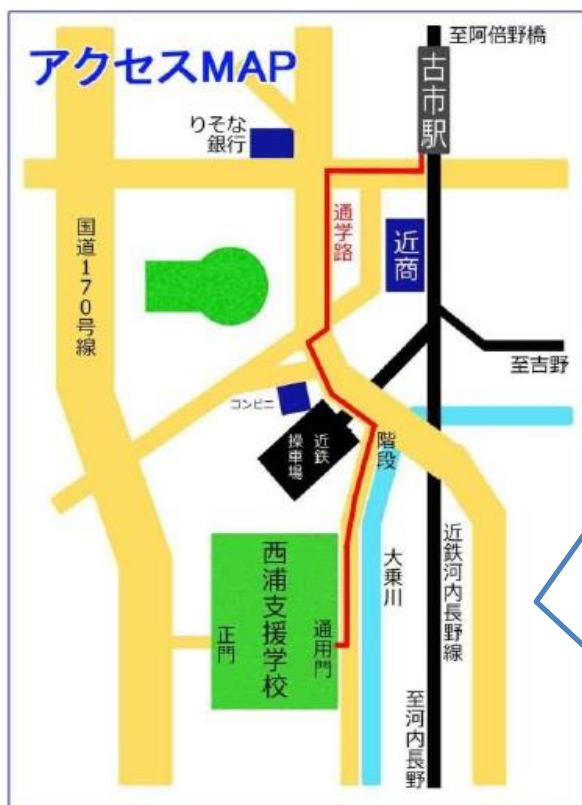 アクセスMAP
至阿倍野橋
古市駅
りそな
銀行
通学路
国道170号線
近商
至吉野
コンビニ
近鉄
操車場
階段
西浦支援学校
大乗川
近鉄河内長野線
正門
通用門
至河内長野